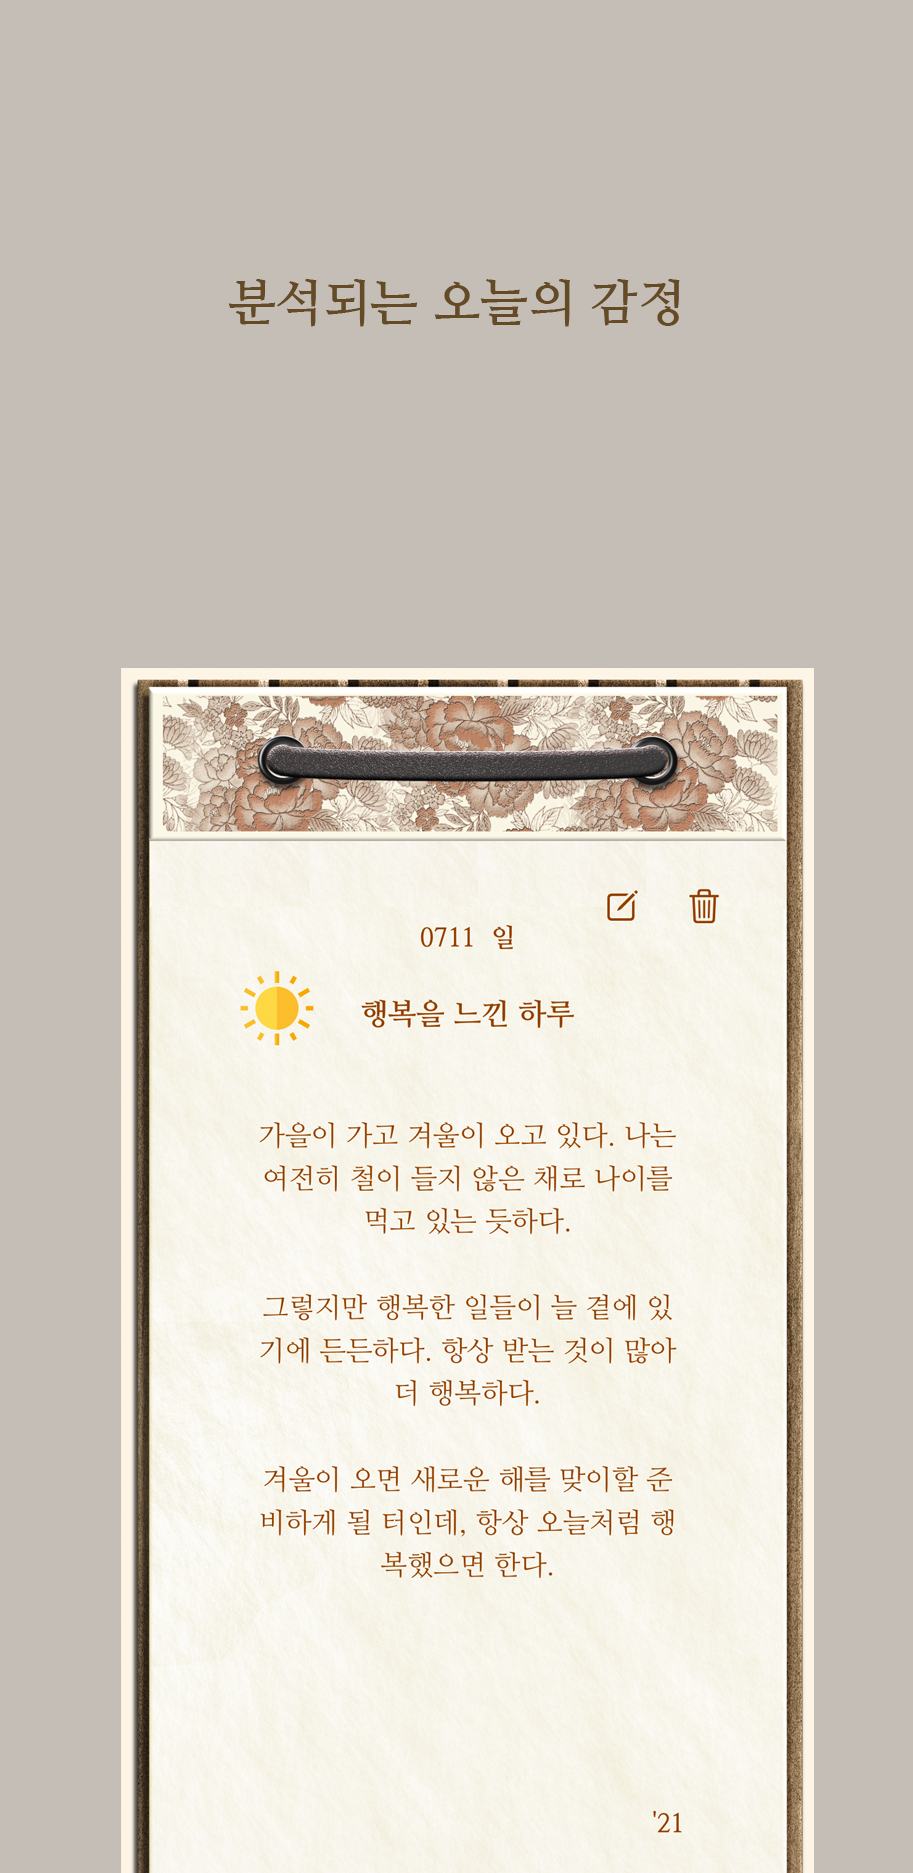 분석되는 오늘의 감정
0711 일
행복을 느낀 하루
가을이 가고 겨울이 오고 있다. 나는
여전히 철이 들지 않은 채로 나이를
먹고 있는 듯하다.
그렇지만 행복한 일들이 늘 곁에 있
기에 든든하다. 항상 받는 것이 많아
더 행복하다.
겨울이 오면 새로운 해를 맞이할 준
비하게 될 터인데, 항상 오늘처럼 행
복했으면 한다.
'21